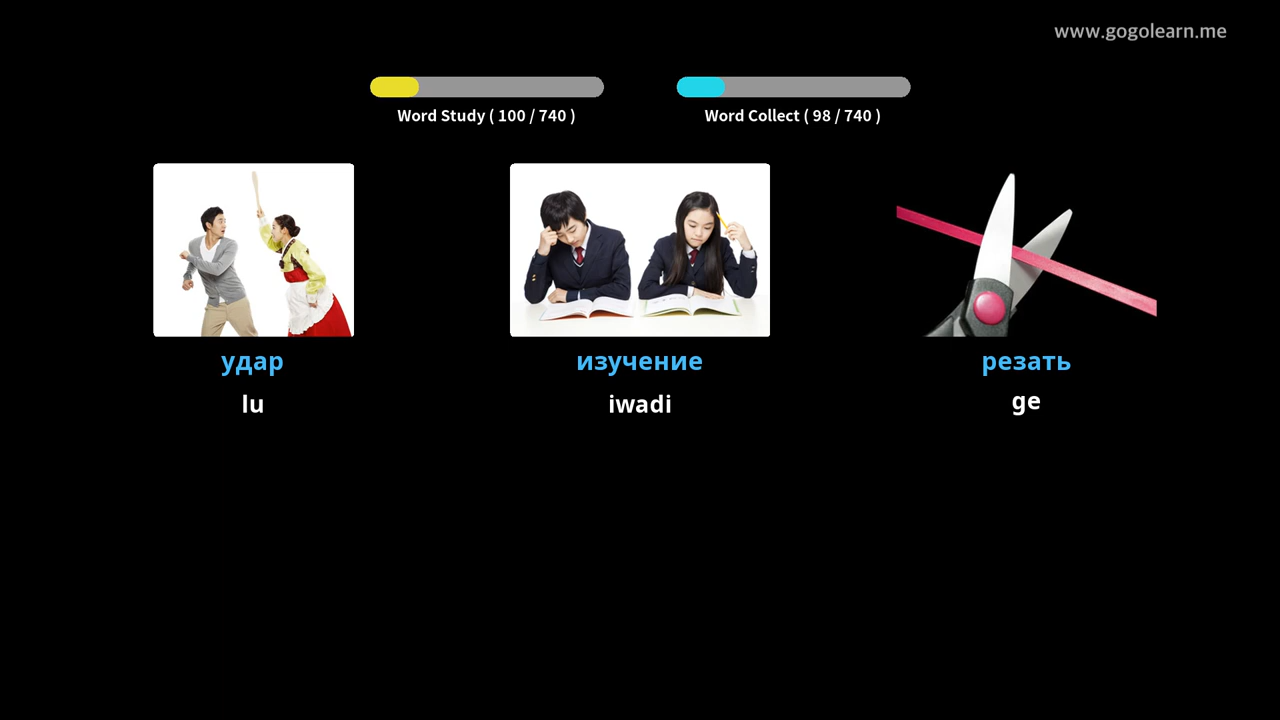 www.gogolearn.me
Word Study ( 100 / 740 )
Word Collect ( 98 / 740 )
удар
изучение
резать
lu
iwadi
ge